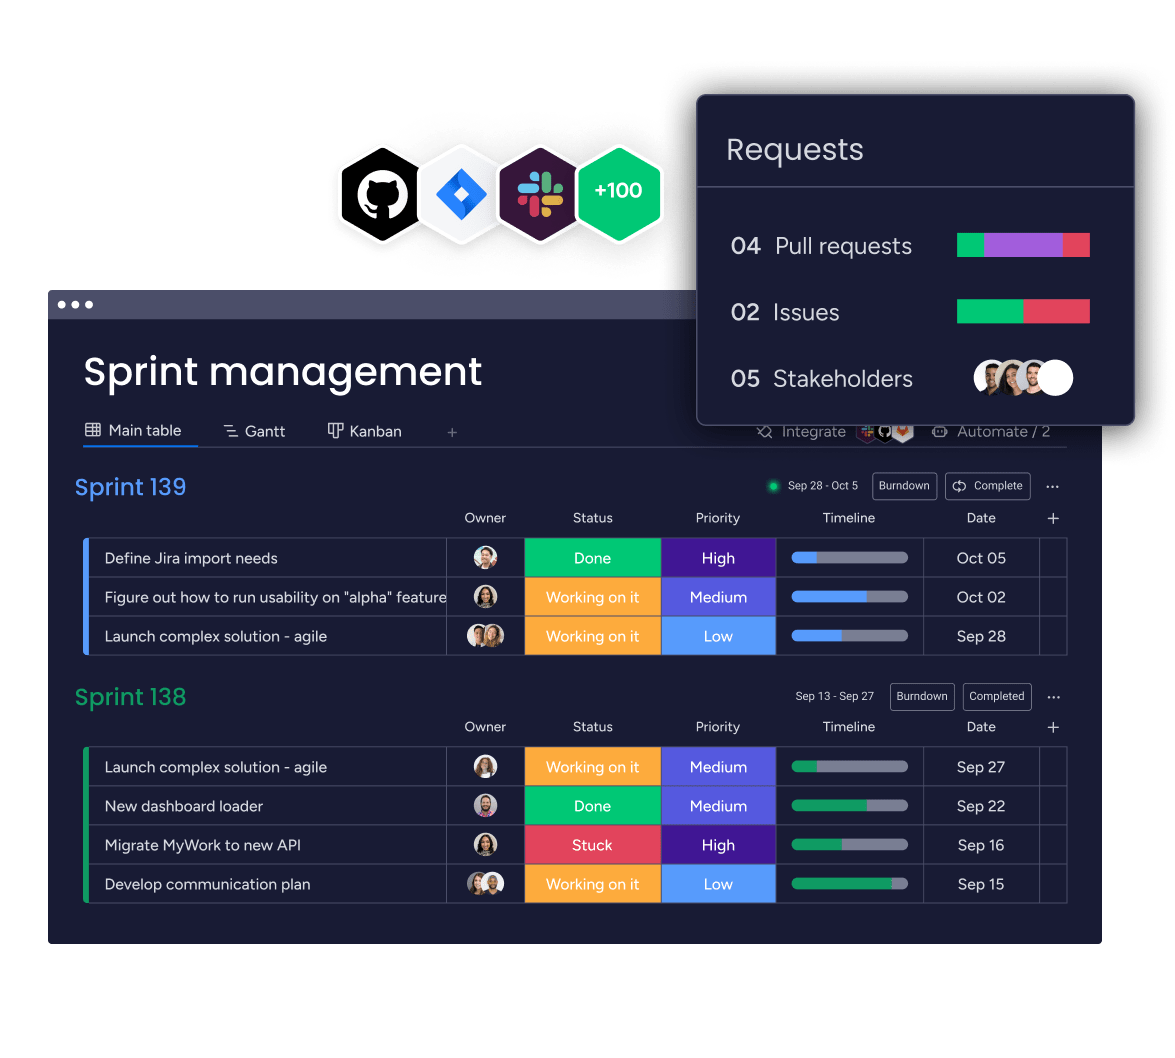 +100
Requests
04 Pull requests
02 Issues
05 Stakeholders
Sprint management
Main table Gantt Kanban + Integrate Automate / 2
Sprint 139 Sep 28 - Oct 5 Burndown Complete ...
Owner Status Priority Timeline Date +
Define Jira import needs Done High Oct 05
Figure out how to run usability on "alpha" feature Working on it Medium Oct 02
Launch complex solution - agile Working on it Low Sep 28
Sprint 138 Sep 13 - Sep 27 Burndown Completed ...
Owner Status Priority Timeline Date +
Launch complex solution - agile Working on it Medium Sep 27
New dashboard loader Done Medium Sep 22
Migrate MyWork to new API Stuck High Sep 16
Develop communication plan Working on it Low Sep 15